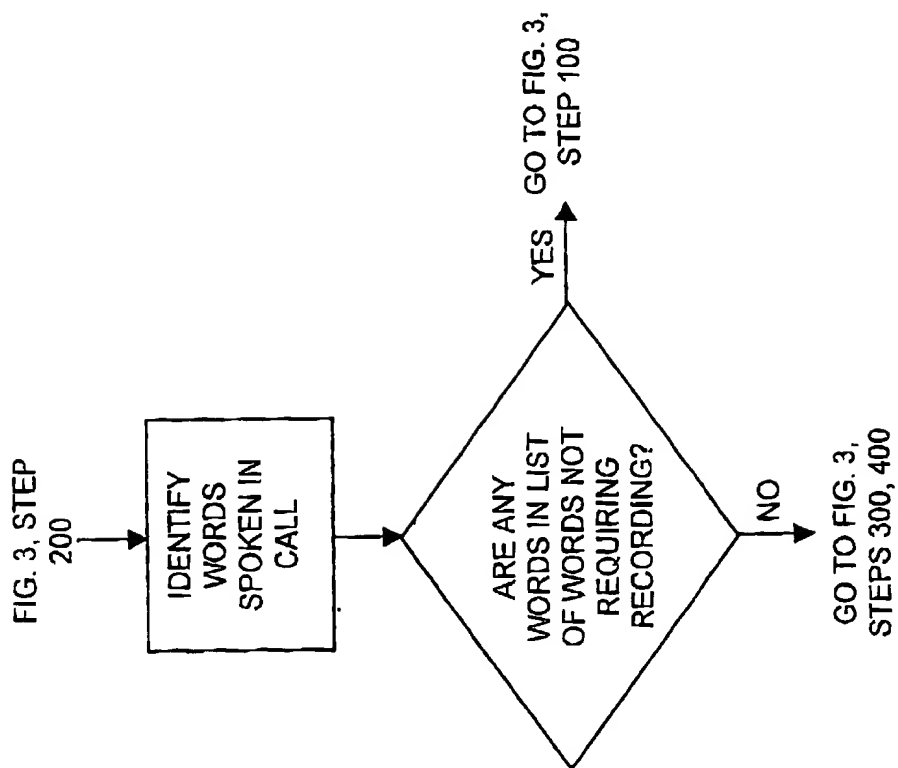 FIG. 3, STEP
200
IDENTIFY
WORDS
SPOKEN IN
CALL
ARE ANY
WORDS IN LIST
OF WORDS NOT
REQUIRING
RECORDING?
YES
GO TO FIG. 3,
STEP 100
NO
GO TO FIG. 3,
STEPS 300, 400